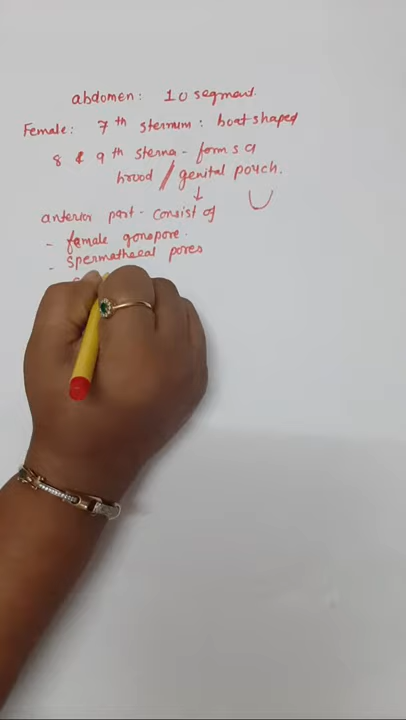 abdomen: 10 segment.
Female: 7th sternum: boat shaped
8 & 9th sterna - forms a
brood / genital pouch.
anterior part - consist of
- female gonopore.
- spermathecal pores